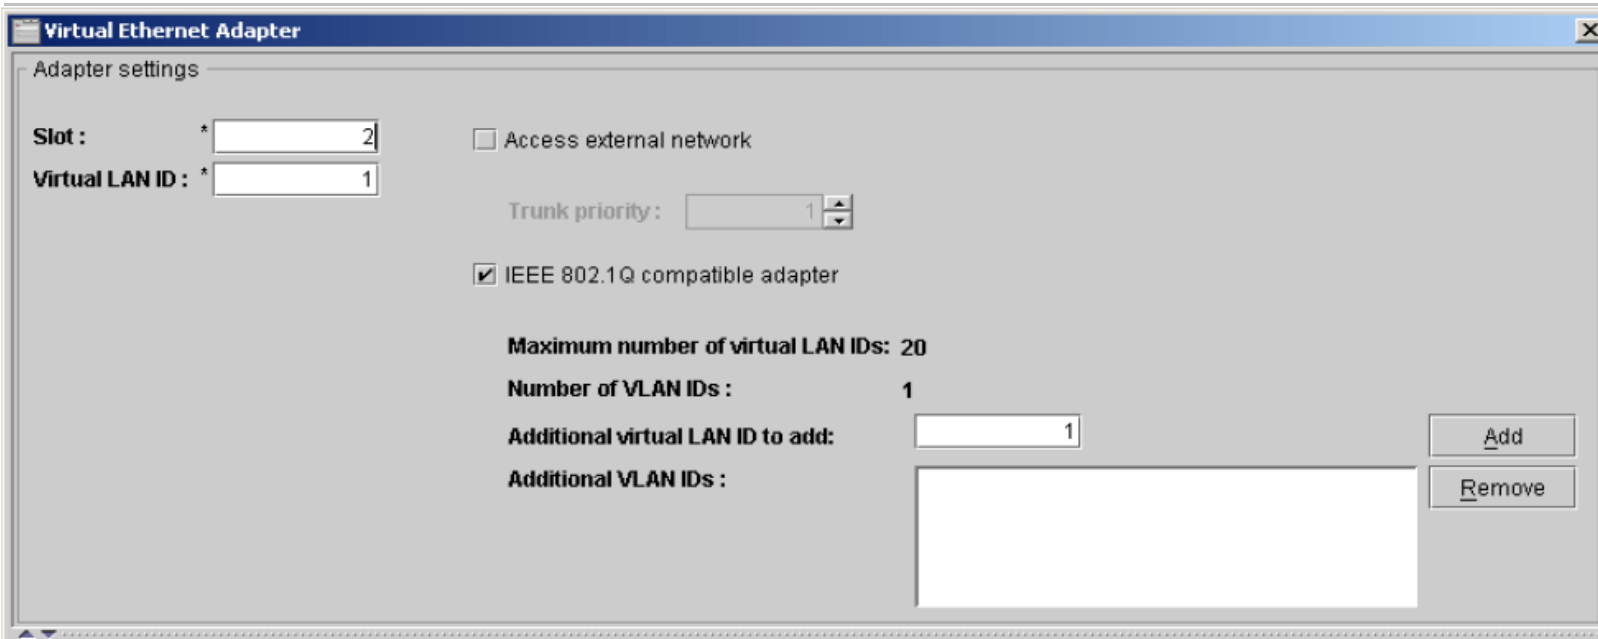 Virtual Ethernet Adapter
Adapter settings
Slot : * 2
Virtual LAN ID : * 1
Access external network
Trunk priority : 1
IEEE 802.1Q compatible adapter
Maximum number of virtual LAN IDs: 20
Number of VLAN IDs : 1
Additional virtual LAN ID to add: 1
Add
Additional VLAN IDs :
Remove